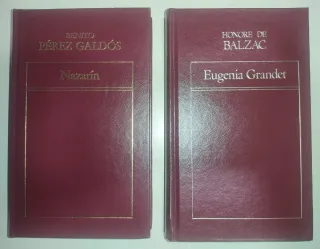 BENITO
PÉREZ GALDÓS
Nazarín
HONORE DE
BALZAC
Eugenia Grandet